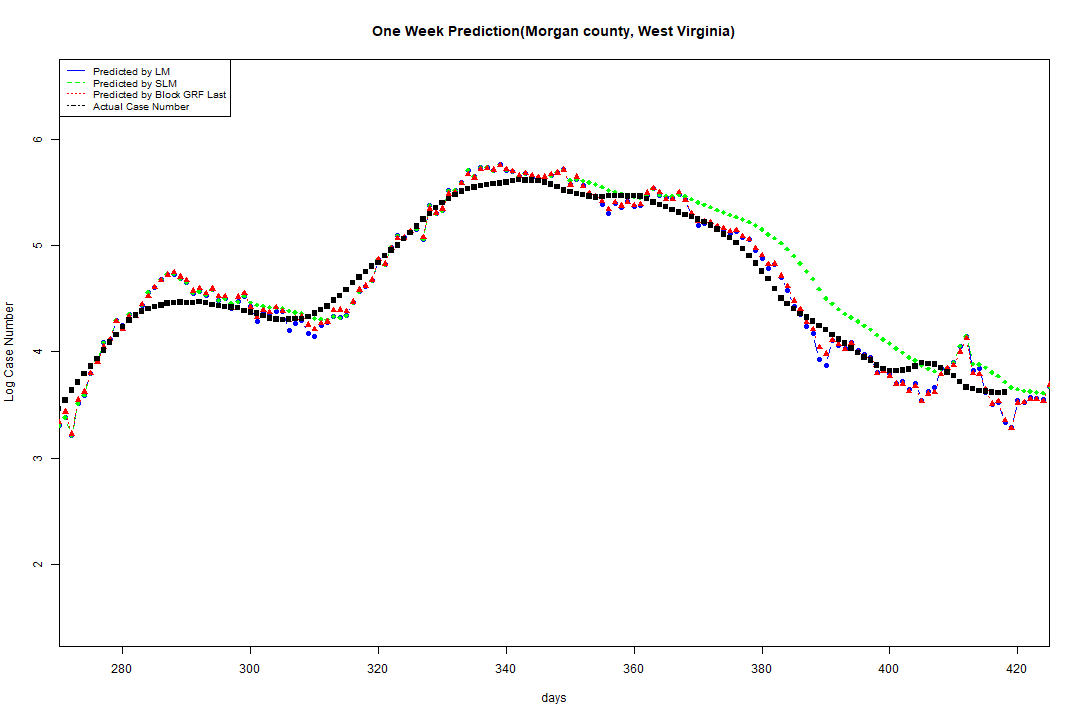 One Week Prediction(Morgan county, West Virginia)
Predicted by LM
Predicted by SLM
Predicted by Block GRF Last
Actual Case Number
6
5
4
3
2
Log Case Number
280 300 320 340 360 380 400 420
days